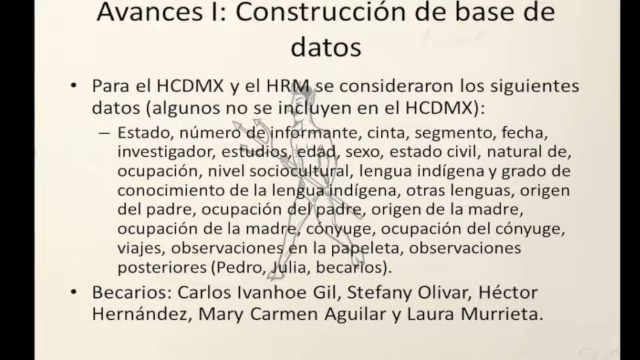 Avances I: Construcción de base de
datos
• Para el HCDMX y el HRM se consideraron los siguientes
datos (algunos no se incluyen en el HCDMX):
– Estado, número de informante, cinta, segmento, fecha,
investigador, estudios, edad, sexo, estado civil, natural de,
ocupación, nivel sociocultural, lengua indígena y grado de
conocimiento de la lengua indígena, otras lenguas, origen
del padre, ocupación del padre, origen de la madre,
ocupación de la madre, cónyuge, ocupación del cónyuge,
viajes, observaciones en la papeleta, observaciones
posteriores (Pedro, Julia, becarios).
• Becarios: Carlos Ivanhoe Gil, Stefany Olivar, Héctor
Hernández, Mary Carmen Aguilar y Laura Murrieta.